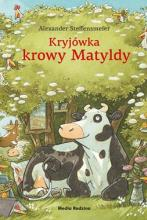 Alexander Steffensmeier
Kryjówka
krowy Matyldy
Media Rodzina